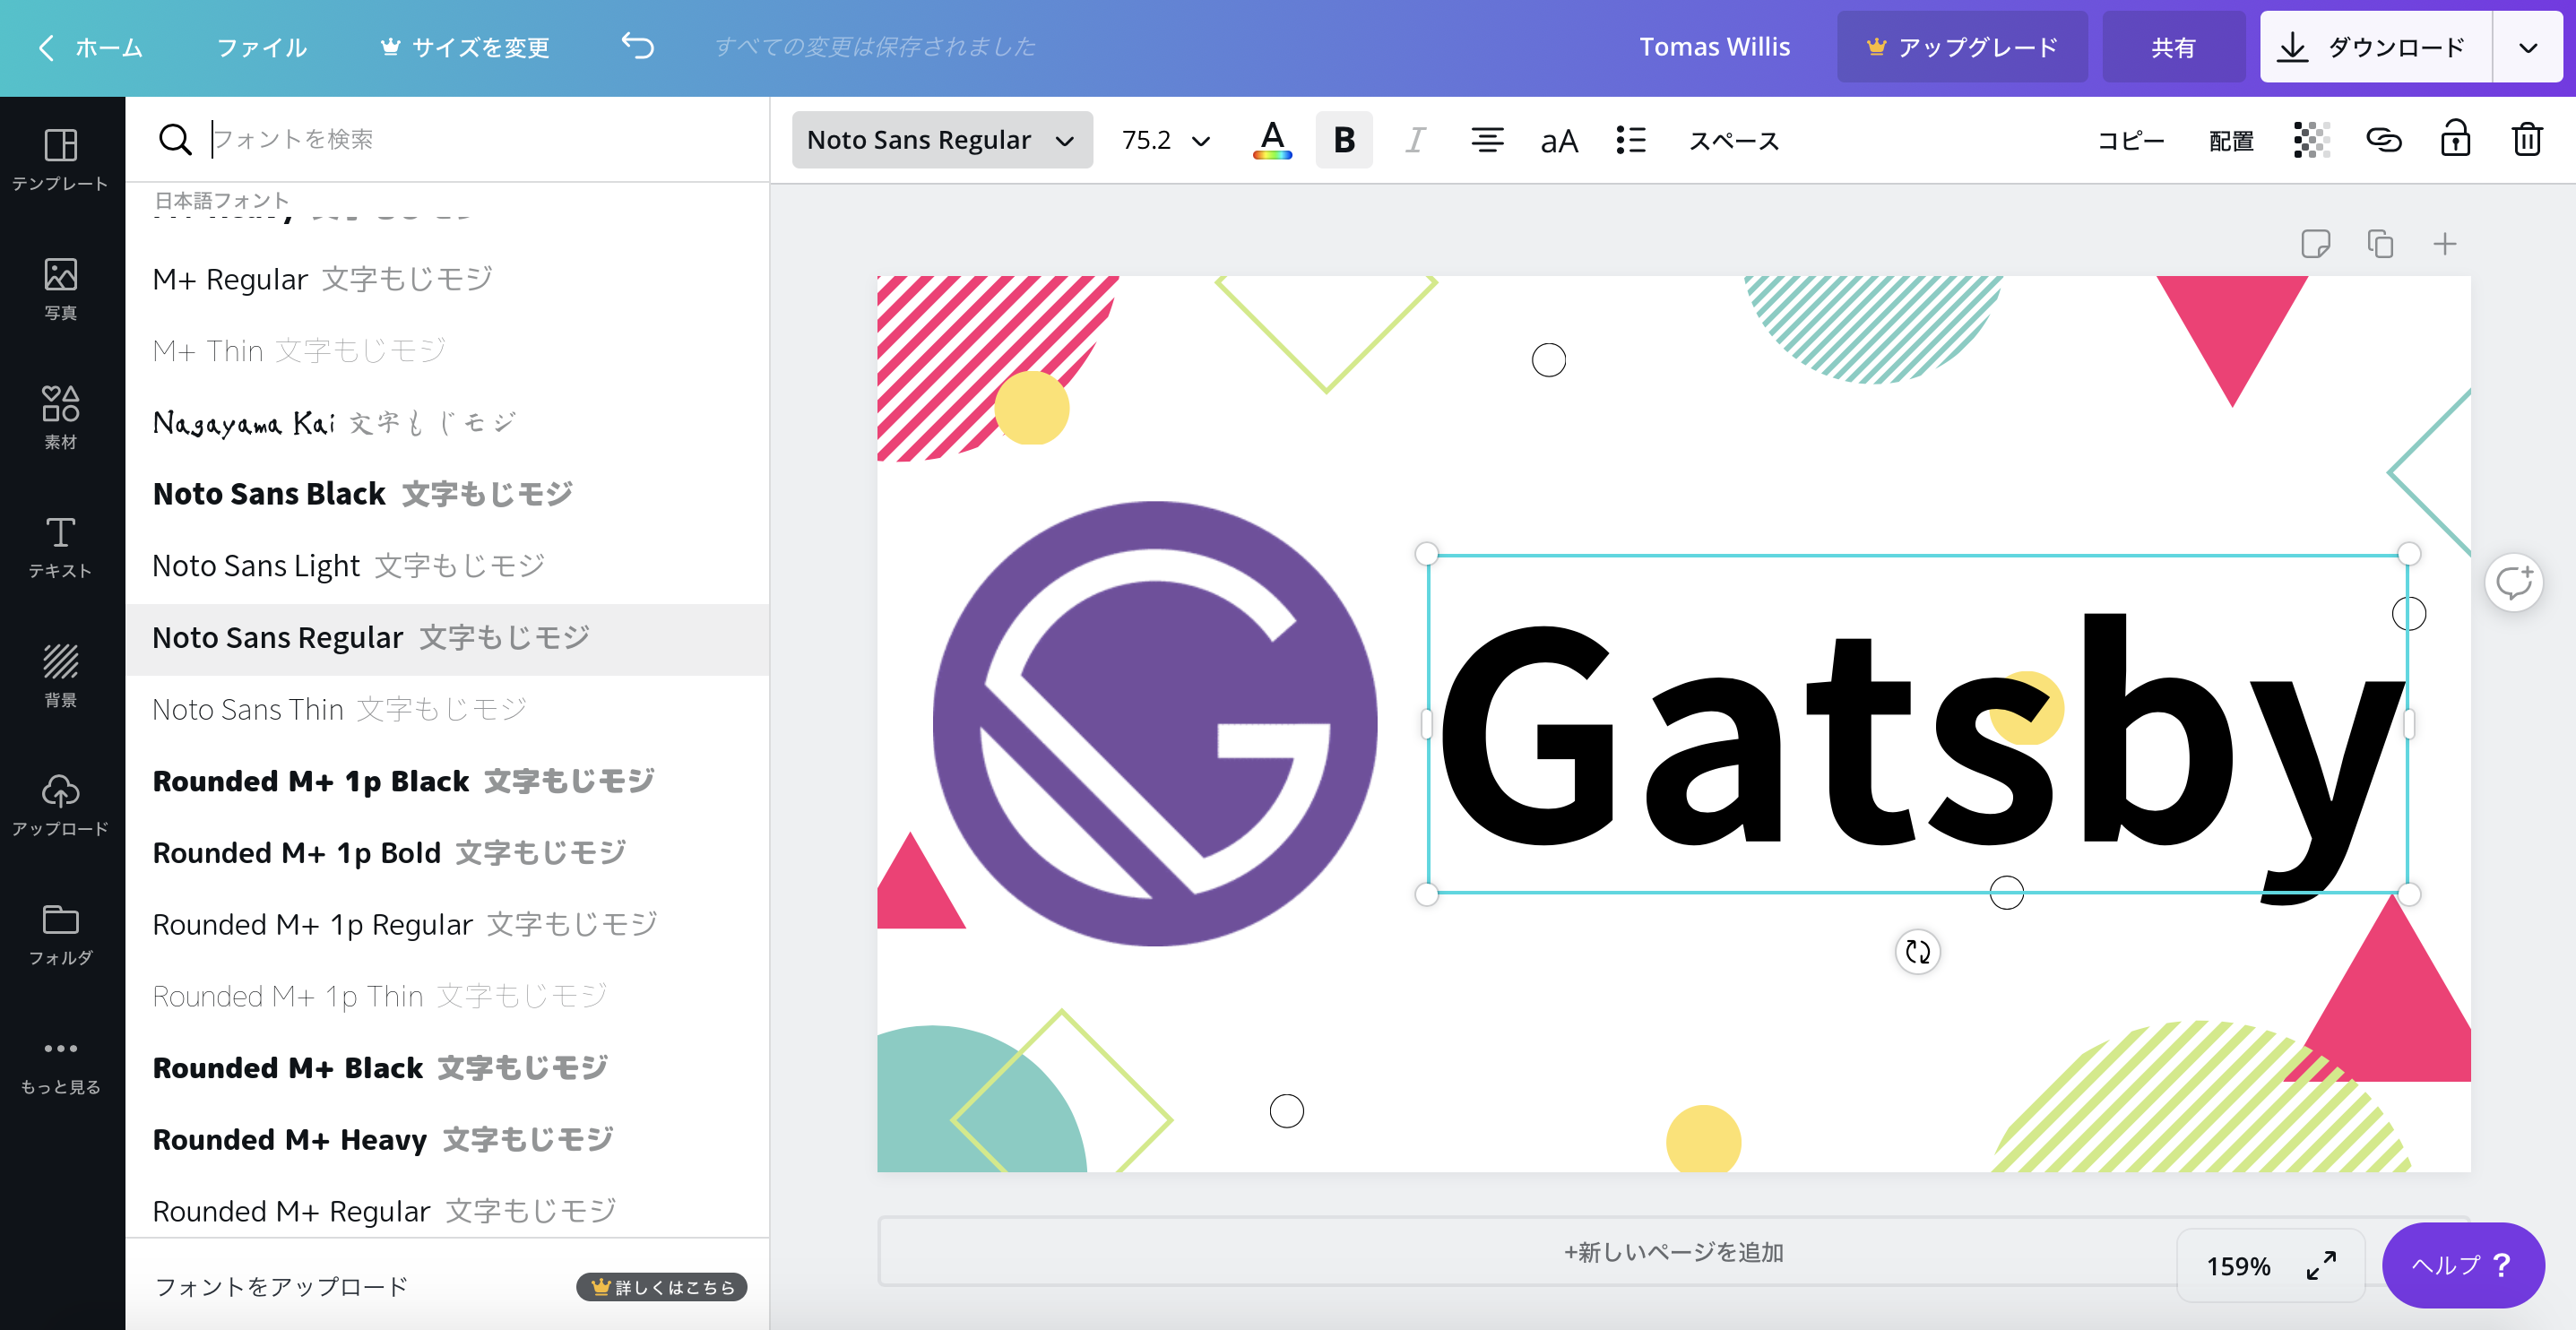 ホーム
ファイル
サイズを変更
すべての変更は保存されました
Tomas Willis
アップグレード
共有
ダウンロード
テンプレート
写真
素材
テキスト
背景
アップロード
フォルダ
もっと見る
フォントを検索
日本語フォント
M+ Regular 文字もじモジ
M+ Thin 文字もじモジ
Nagayama Kai 文字もじモジ
Noto Sans Black 文字もじモジ
Noto Sans Light 文字もじモジ
Noto Sans Regular 文字もじモジ
Noto Sans Thin 文字もじモジ
Rounded M+ 1p Black 文字もじモジ
Rounded M+ 1p Bold 文字もじモジ
Rounded M+ 1p Regular 文字もじモジ
Rounded M+ 1p Thin 文字もじモジ
Rounded M+ Black 文字もじモジ
Rounded M+ Heavy 文字もじモジ
Rounded M+ Regular 文字もじモジ
フォントをアップロード
詳しくはこちら
Noto Sans Regular
75.2
A
B
I
aA
スペース
コピー
配置
Gatsby
+新しいページを追加
159%
ヘルプ ?